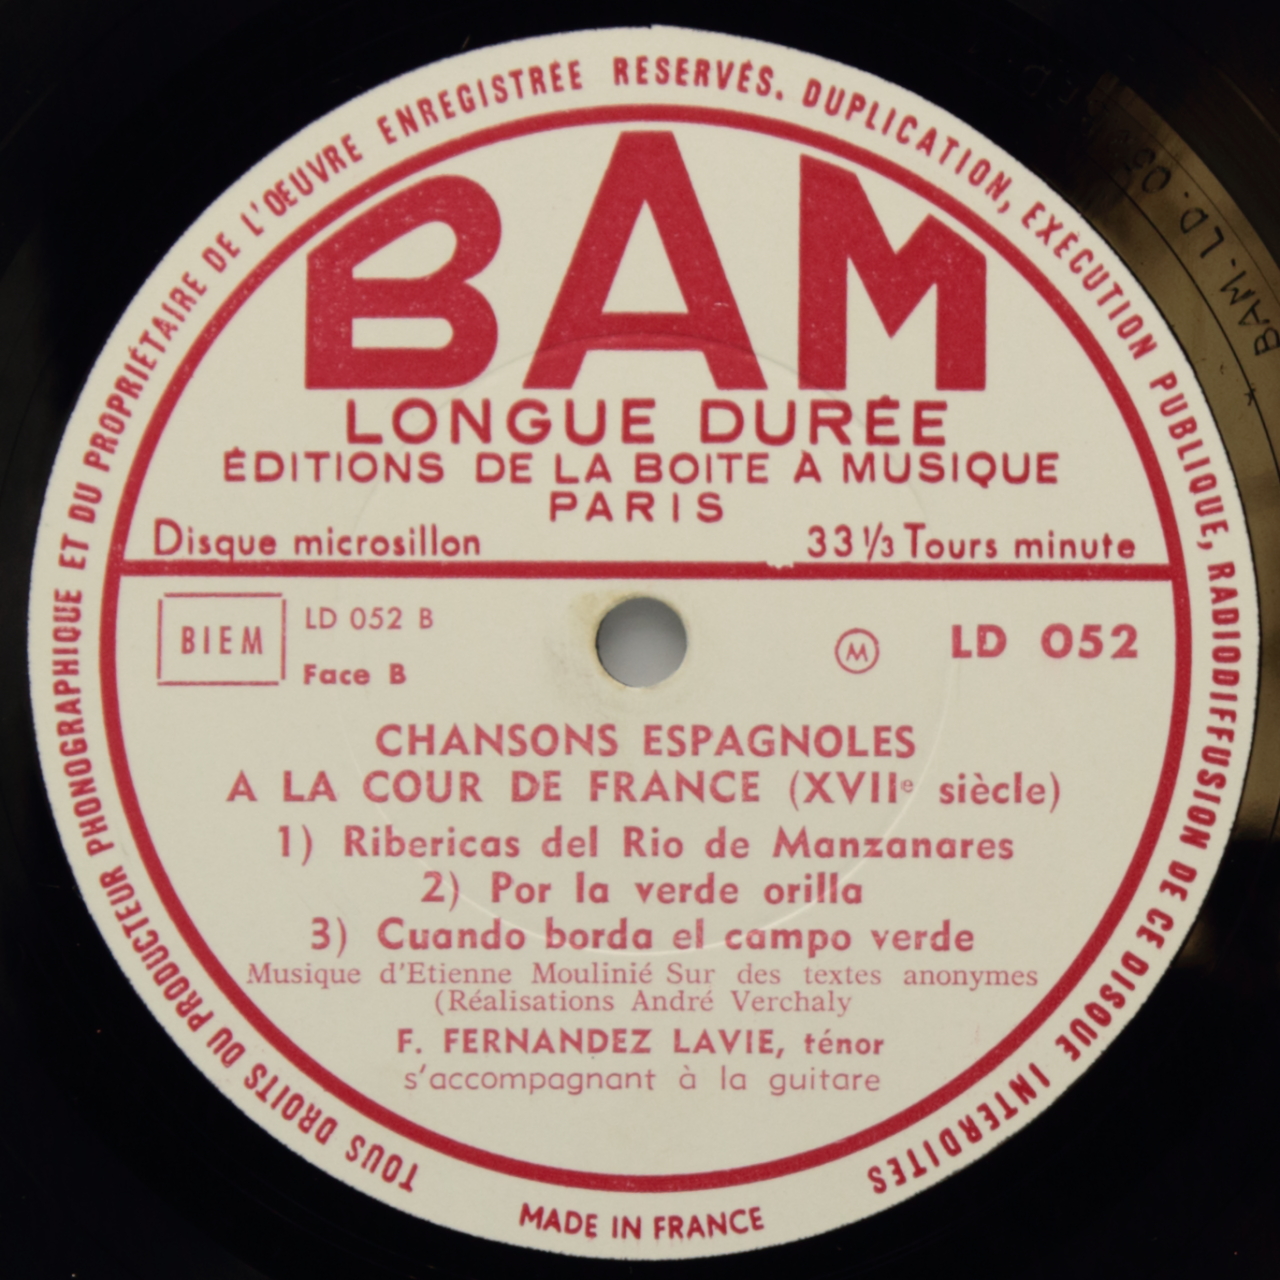 TOUS DROITS DU PRODUCTEUR PHONOGRAPHIQUE ET DU PROPRIÉTAIRE DE L'ŒUVRE ENREGISTRÉE RESERVÉS. DUPLICATION, EXÉCUTION PUBLIQUE, RADIODIFFUSION DE CE DISQUE INTERDITES
BAM
LONGUE DURÉE
ÉDITIONS DE LA BOITE À MUSIQUE
PARIS
Disque microsillon 33 1/3 Tours minute
BIEM LD 052 B
Face B
M LD 052
CHANSONS ESPAGNOLES
A LA COUR DE FRANCE (XVIIe siècle)
1) Ribericas del Rio de Manzanares
2) Por la verde orilla
3) Cuando borda el campo verde
Musique d'Etienne Moulinié Sur des textes anonymes
(Réalisations André Verchaly
F. FERNANDEZ LAVIE, ténor
s'accompagnant à la guitare
MADE IN FRANCE
BAM. LD.